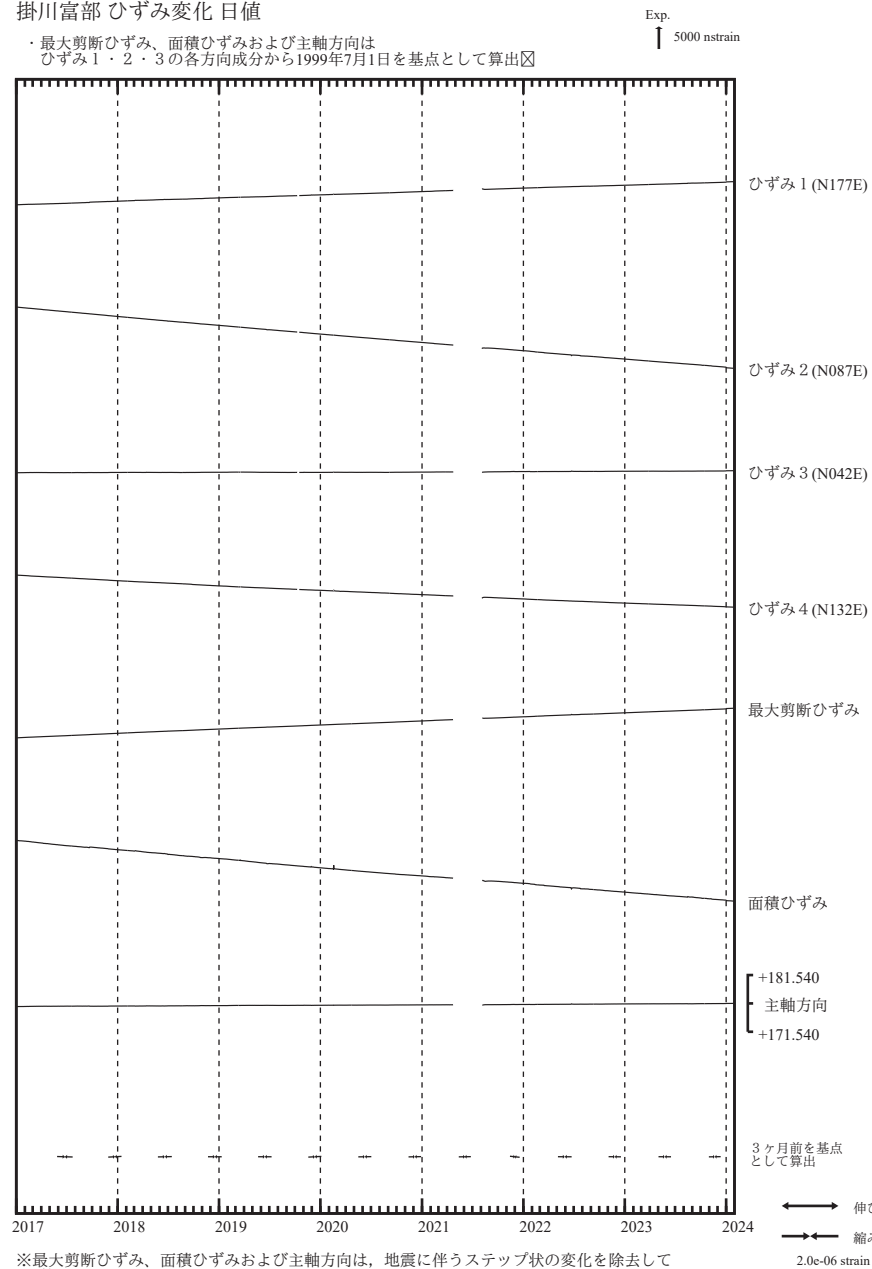 掛川富部 ひずみ変化 日値
Exp.
5000 nstrain
・最大剪断ひずみ、面積ひずみおよび主軸方向は
ひずみ１・２・３の各方向成分から1999年7月1日を基点として算出
ひずみ１(N177E)
ひずみ２(N087E)
ひずみ３(N042E)
ひずみ４(N132E)
最大剪断ひずみ
面積ひずみ
+181.540
主軸方向
+171.540
３ヶ月前を基点
として算出
2017 2018 2019 2020 2021 2022 2023 2024
伸び
縮み
2.0e-06 strain
※最大剪断ひずみ、面積ひずみおよび主軸方向は，地震に伴うステップ状の変化を除去して